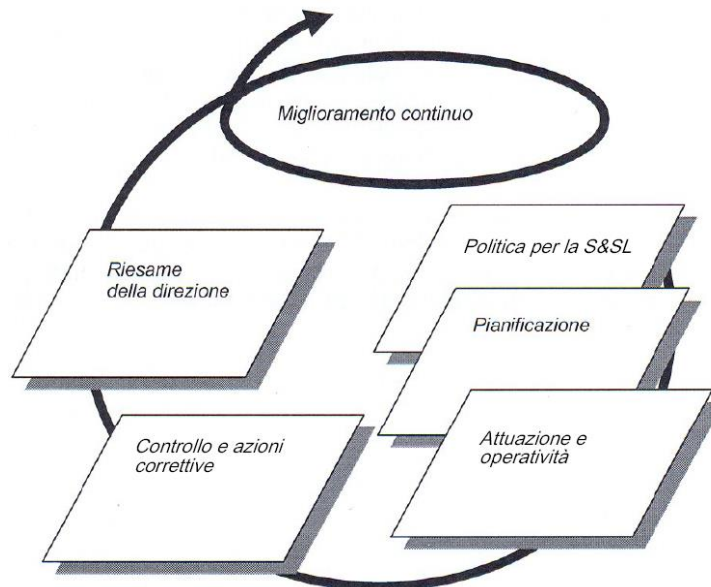 Miglioramento continuo
Politica per la S&SL
Pianificazione
Attuazione e
operatività
Controllo e azioni
correttive
Riesame
della direzione